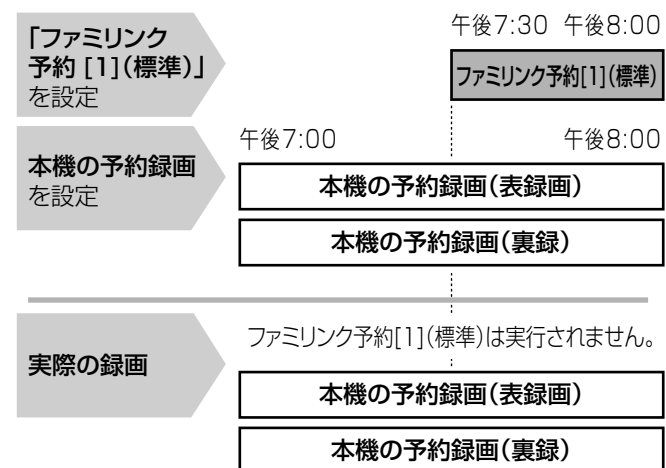 「ファミリンク
予約 [1](標準)」
を設定
午後7:30 午後8:00
ファミリンク予約[1](標準)
本機の予約録画
を設定
午後7:00 午後8:00
本機の予約録画(表録画)
本機の予約録画(裏録)
実際の録画
ファミリンク予約[1](標準)は実行されません。
本機の予約録画(表録画)
本機の予約録画(裏録)